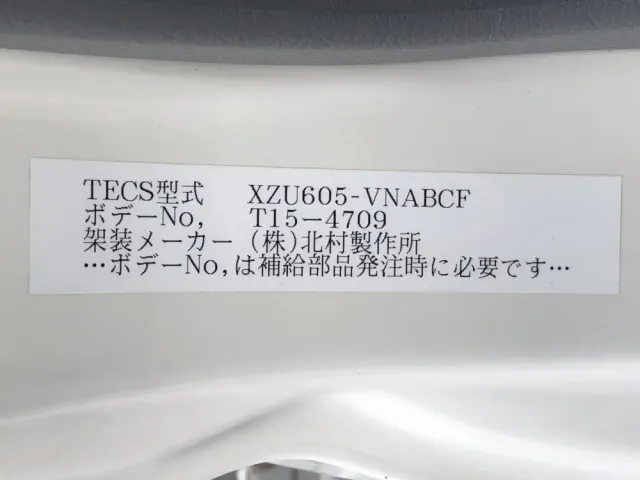 TECS型式　XZU605-VNABCF
ボデーNo,　T15-4709
架装メーカー (株)北村製作所
…ボデーNo,は補給部品発注時に必要です…